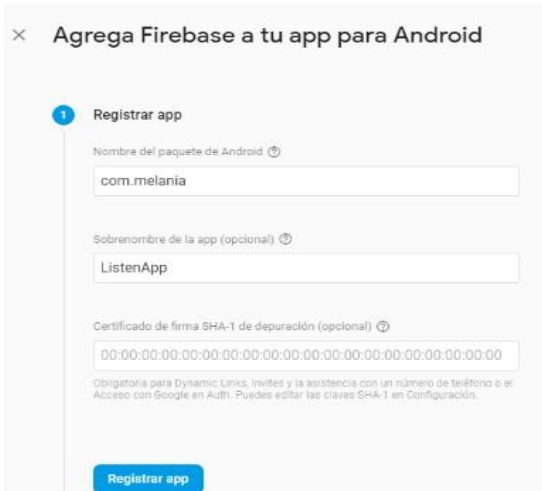 Agrega Firebase a tu app para Android
1
Registrar app
Nombre del paquete de Android
com.melania
Sobrenombre de la app (opcional)
ListenApp
Certificado de firma SHA-1 de depuración (opcional)
00:00:00:00:00:00:00:00:00:00:00:00:00:00:00:00:00:00:00:00
Obligatoria para Dynamic Links, Invites y la asistencia con un número de teléfono o el
Acceso con Google en Auth. Puedes editar las claves SHA-1 en Configuración.
Registrar app